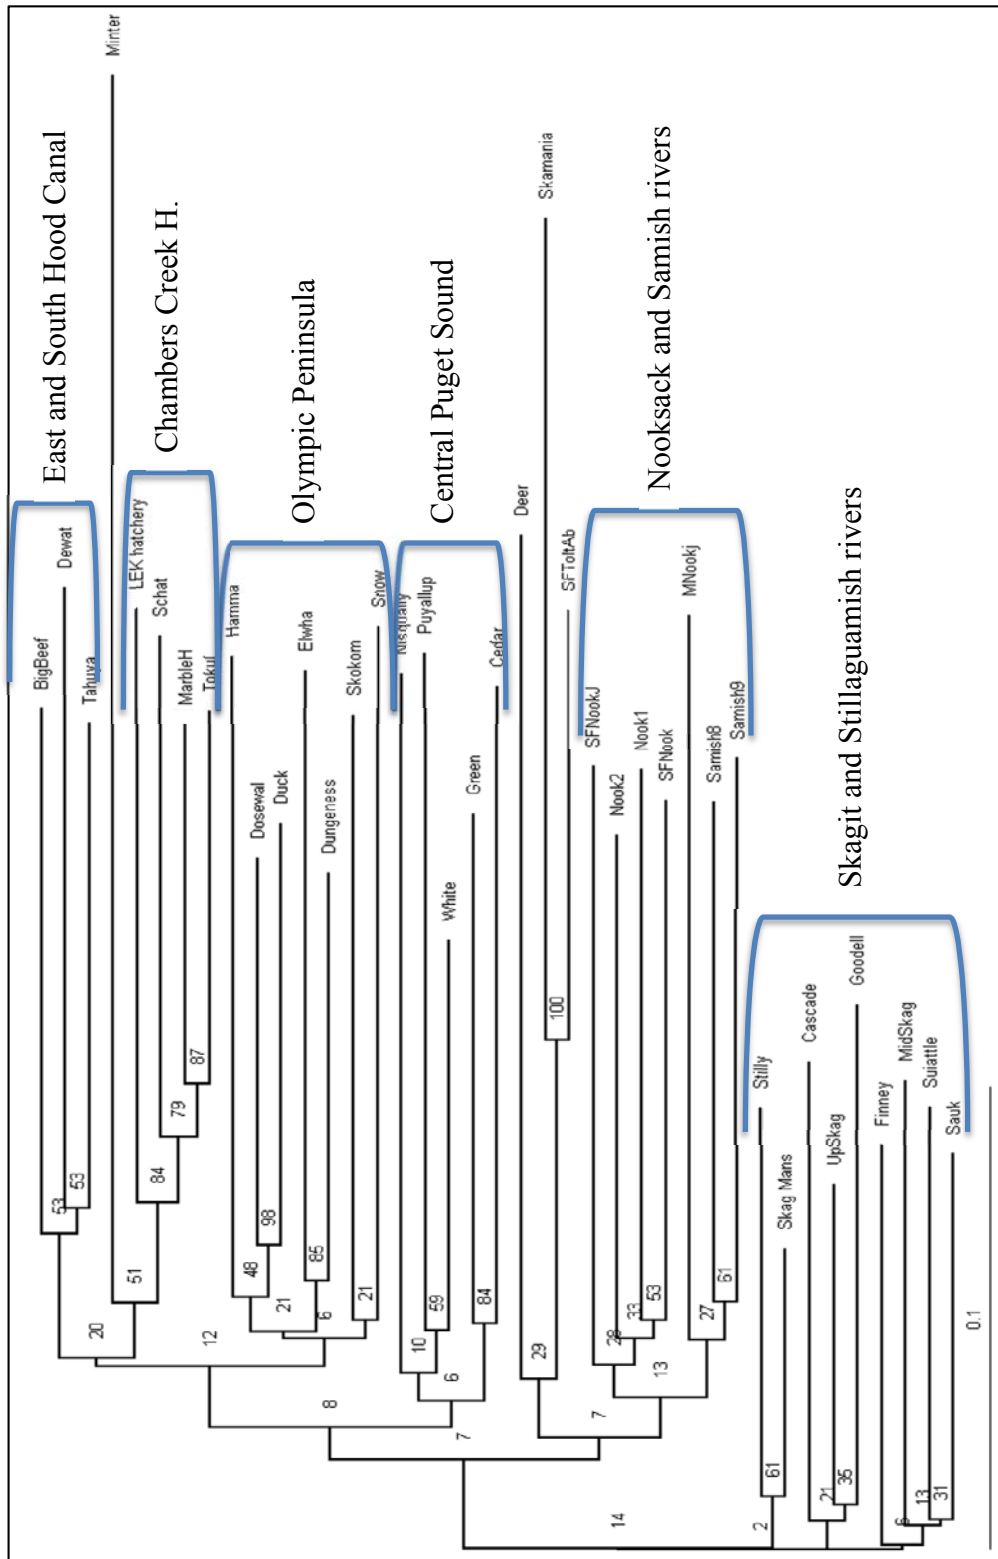 Minter
East and South Hood Canal
BigBeef
Dewat
Tahuya
53
53
20
Chambers Creek H.
LEK hatchery
Schat
MarbleH
Tokul
51
84
79
87
12
Olympic Peninsula
Hamma
Dosewal
Duck
Elwha
Dungeness
Skokom
Snow
48
98
21
85
6
21
8
Central Puget Sound
Nisqually
Puyallup
White
Green
Cedar
10
59
84
6
7
Deer
Skamania
SFToltAb
29
100
7
Nooksack and Samish rivers
SFNookJ
Nook2
Nook1
SFNook
MNookj
Samish8
Samish9
28
33
53
13
27
61
14
Skagit and Stillaguamish rivers
Stilly
Skag Mans
Cascade
UpSkag
Goodell
Finney
MidSkag
Suiattle
Sauk
2
61
21
35
13
31
0.1